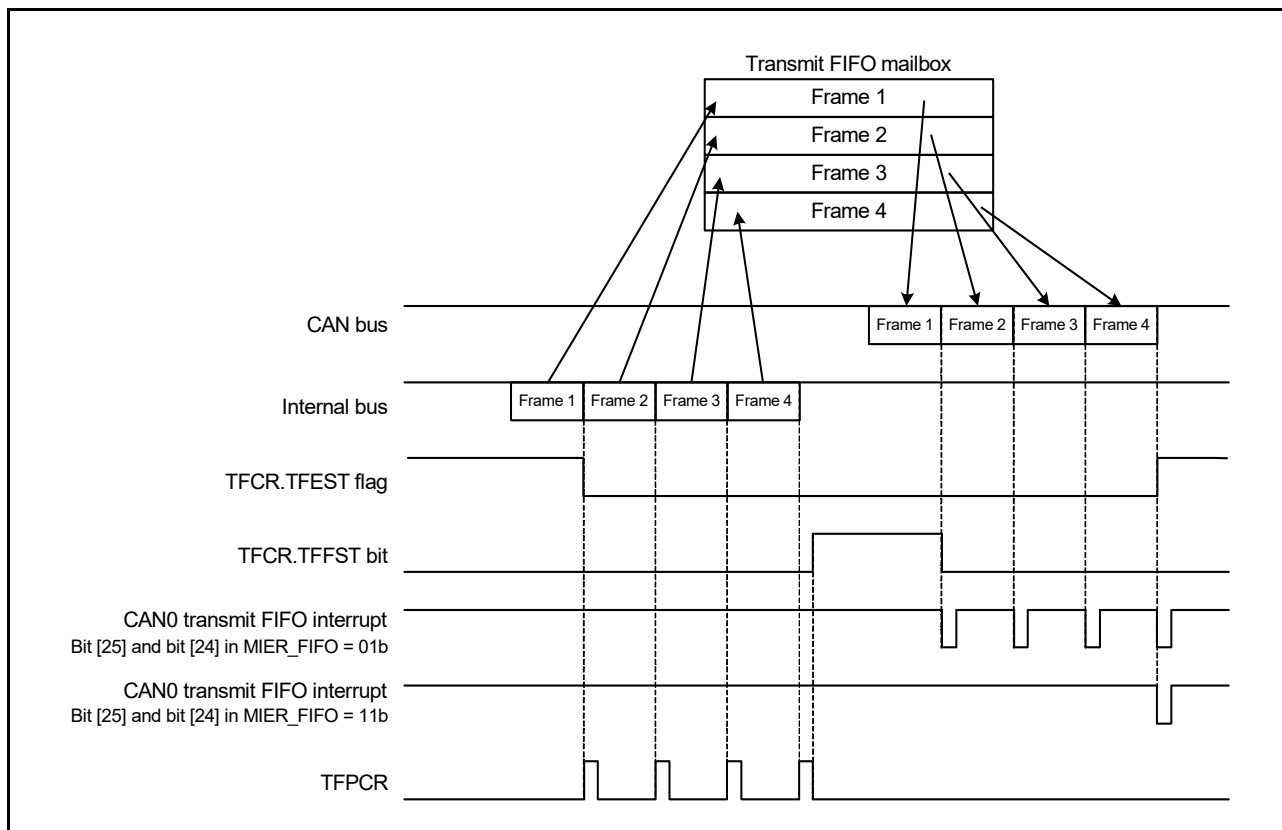 Transmit FIFO mailbox
Frame 1
Frame 2
Frame 3
Frame 4
CAN bus
Frame 1 Frame 2 Frame 3 Frame 4
Internal bus
Frame 1 Frame 2 Frame 3 Frame 4
TFCR.TFEST flag
TFCR.TFFST bit
CAN0 transmit FIFO interrupt
Bit [25] and bit [24] in MIER_FIFO = 01b
CAN0 transmit FIFO interrupt
Bit [25] and bit [24] in MIER_FIFO = 11b
TFPCR